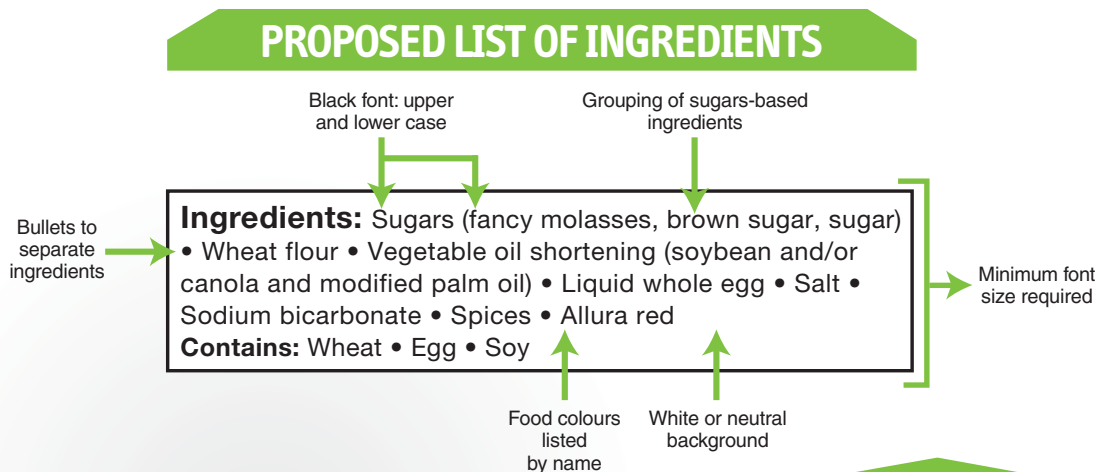 PROPOSED LIST OF INGREDIENTS
Black font: upper
and lower case
Grouping of sugars-based
ingredients
Bullets to
separate
ingredients
Ingredients: Sugars (fancy molasses, brown sugar, sugar)
• Wheat flour • Vegetable oil shortening (soybean and/or
canola and modified palm oil) • Liquid whole egg • Salt •
Sodium bicarbonate • Spices • Allura red
Contains: Wheat • Egg • Soy
Minimum font
size required
Food colours
listed
by name
White or neutral
background